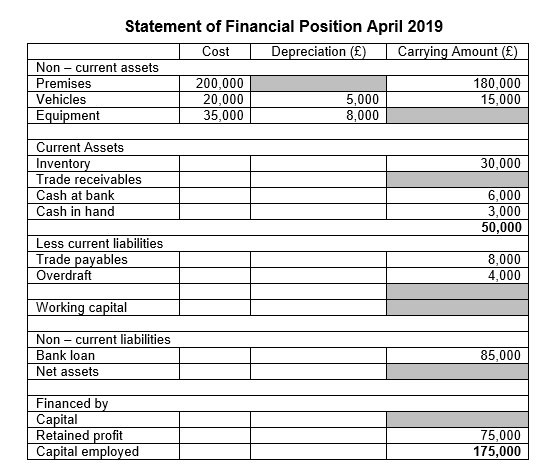 Statement of Financial Position April 2019
Cost Depreciation (£) Carrying Amount (£)
Non – current assets
Premises 200,000 180,000
Vehicles 20,000 5,000 15,000
Equipment 35,000 8,000
Current Assets
Inventory 30,000
Trade receivables
Cash at bank 6,000
Cash in hand 3,000
50,000
Less current liabilities
Trade payables 8,000
Overdraft 4,000
Working capital
Non – current liabilities
Bank loan 85,000
Net assets
Financed by
Capital
Retained profit 75,000
Capital employed 175,000